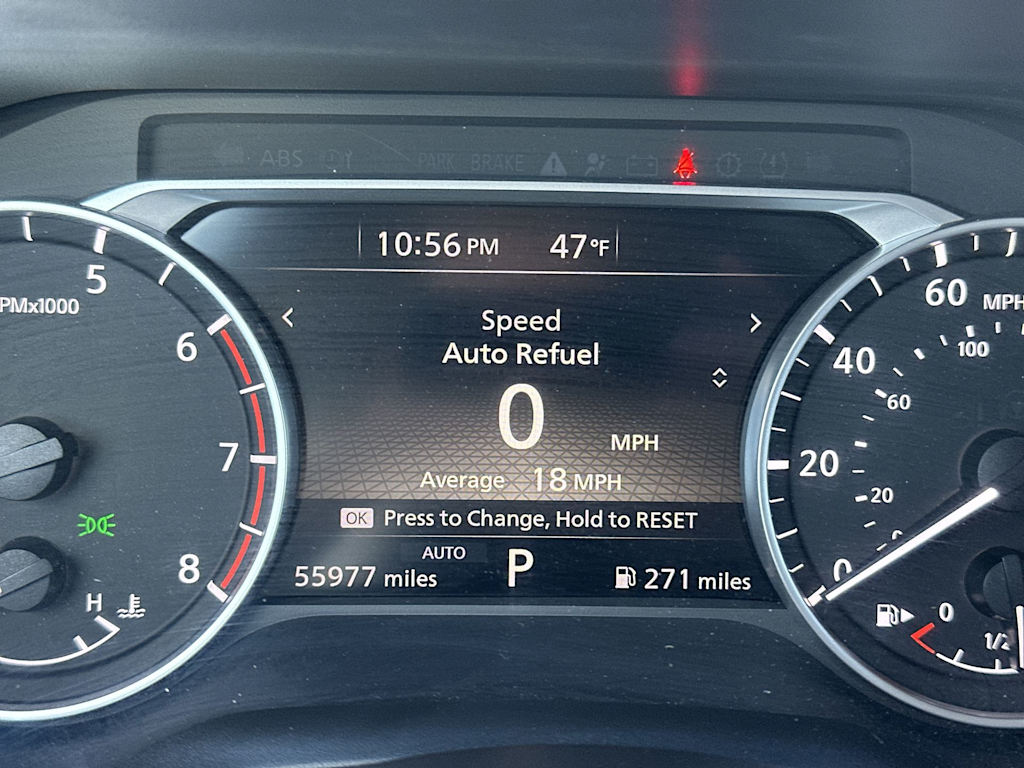 ABS
PARK BRAKE
10:56 PM 47°F
Speed
Auto Refuel
0 MPH
Average 18 MPH
OK Press to Change, Hold to RESET
AUTO
55977 miles P 271 miles
5
PMx1000
6
7
8
H
60 MPH
100
40
60
20
20
0
0
0
1/2